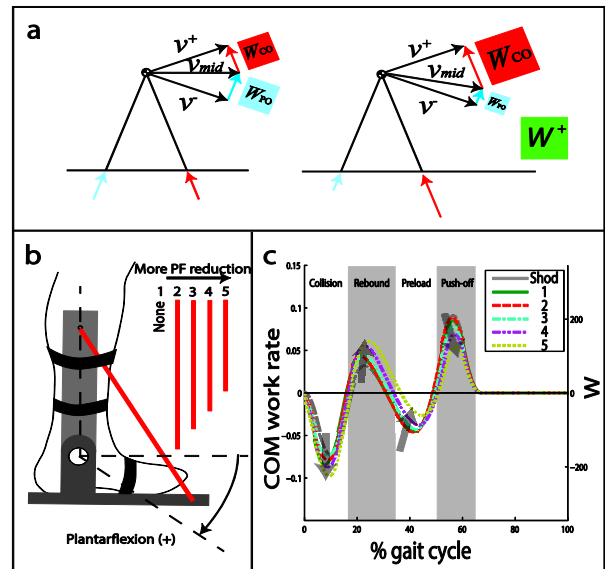 a
v+
WCO
vmid
WPO
v-
v+
WCO
vmid
WPO
v-
W+
b
More PF reduction
None
1 2 3 4 5
Plantarflexion (+)
c
COM work rate
0.15
0.10
0.05
0
-0.05
-0.1
Collision Rebound Preload Push-off
Shod
1
2
3
4
5
200
0
-200
W
0 20 40 60 80 100
% gait cycle